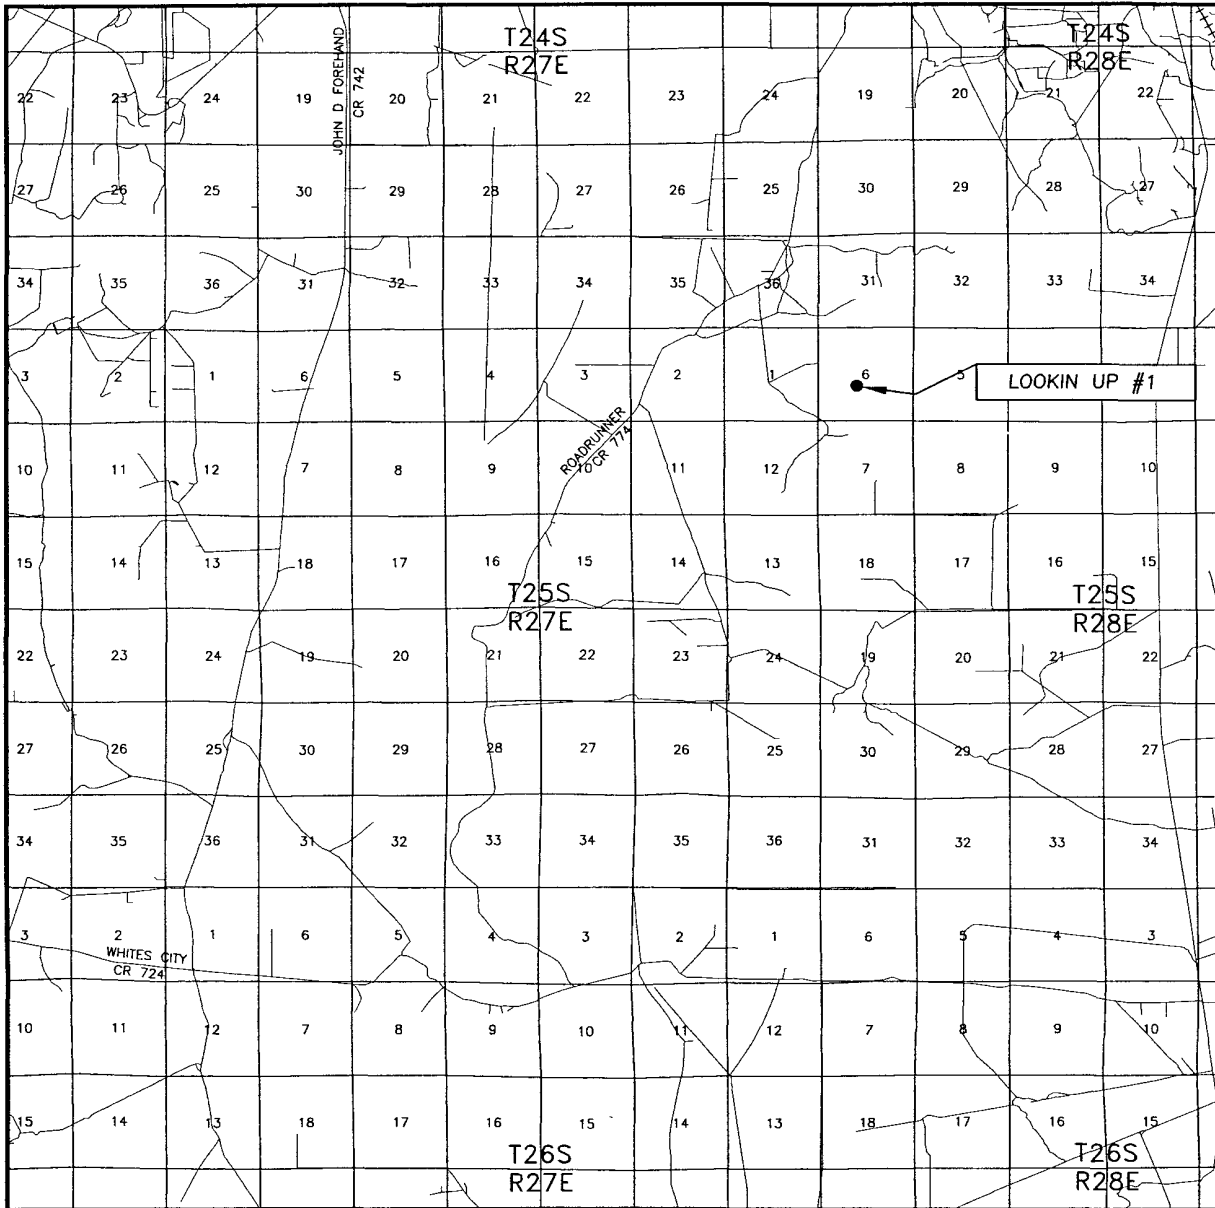 T24S
R27E
T24S
R28E
JOHN D FOREHAND
CR 742
22 23 24 19 20 21 22 23 24 19 20 21 22
27 26 25 30 29 28 27 26 25 30 29 28 27
34 35 36 31 32 33 34 35 36 31 32 33 34
3 2 1 6 5 4 3 2 1 6 5
LOOKIN UP #1
ROADRUNNER
CR 774
10 11 12 7 8 9 10 11 12 7 8 9 10
15 14 13 18 17 16 15 14 13 18 17 16 15
T25S
R27E
T25S
R28E
22 23 24 19 20 21 22 23 24 19 20 21 22
27 26 25 30 29 28 27 26 25 30 29 28 27
34 35 36 31 32 33 34 35 36 31 32 33 34
3 2 1 6 5 4 3 2 1 6 5 4 3
WHITES CITY
CR 724
10 11 12 7 8 9 10 11 12 7 8 9 10
15 14 13 18 17 16 15 14 13 18 17 16 15
T26S
R27E
T26S
R28E